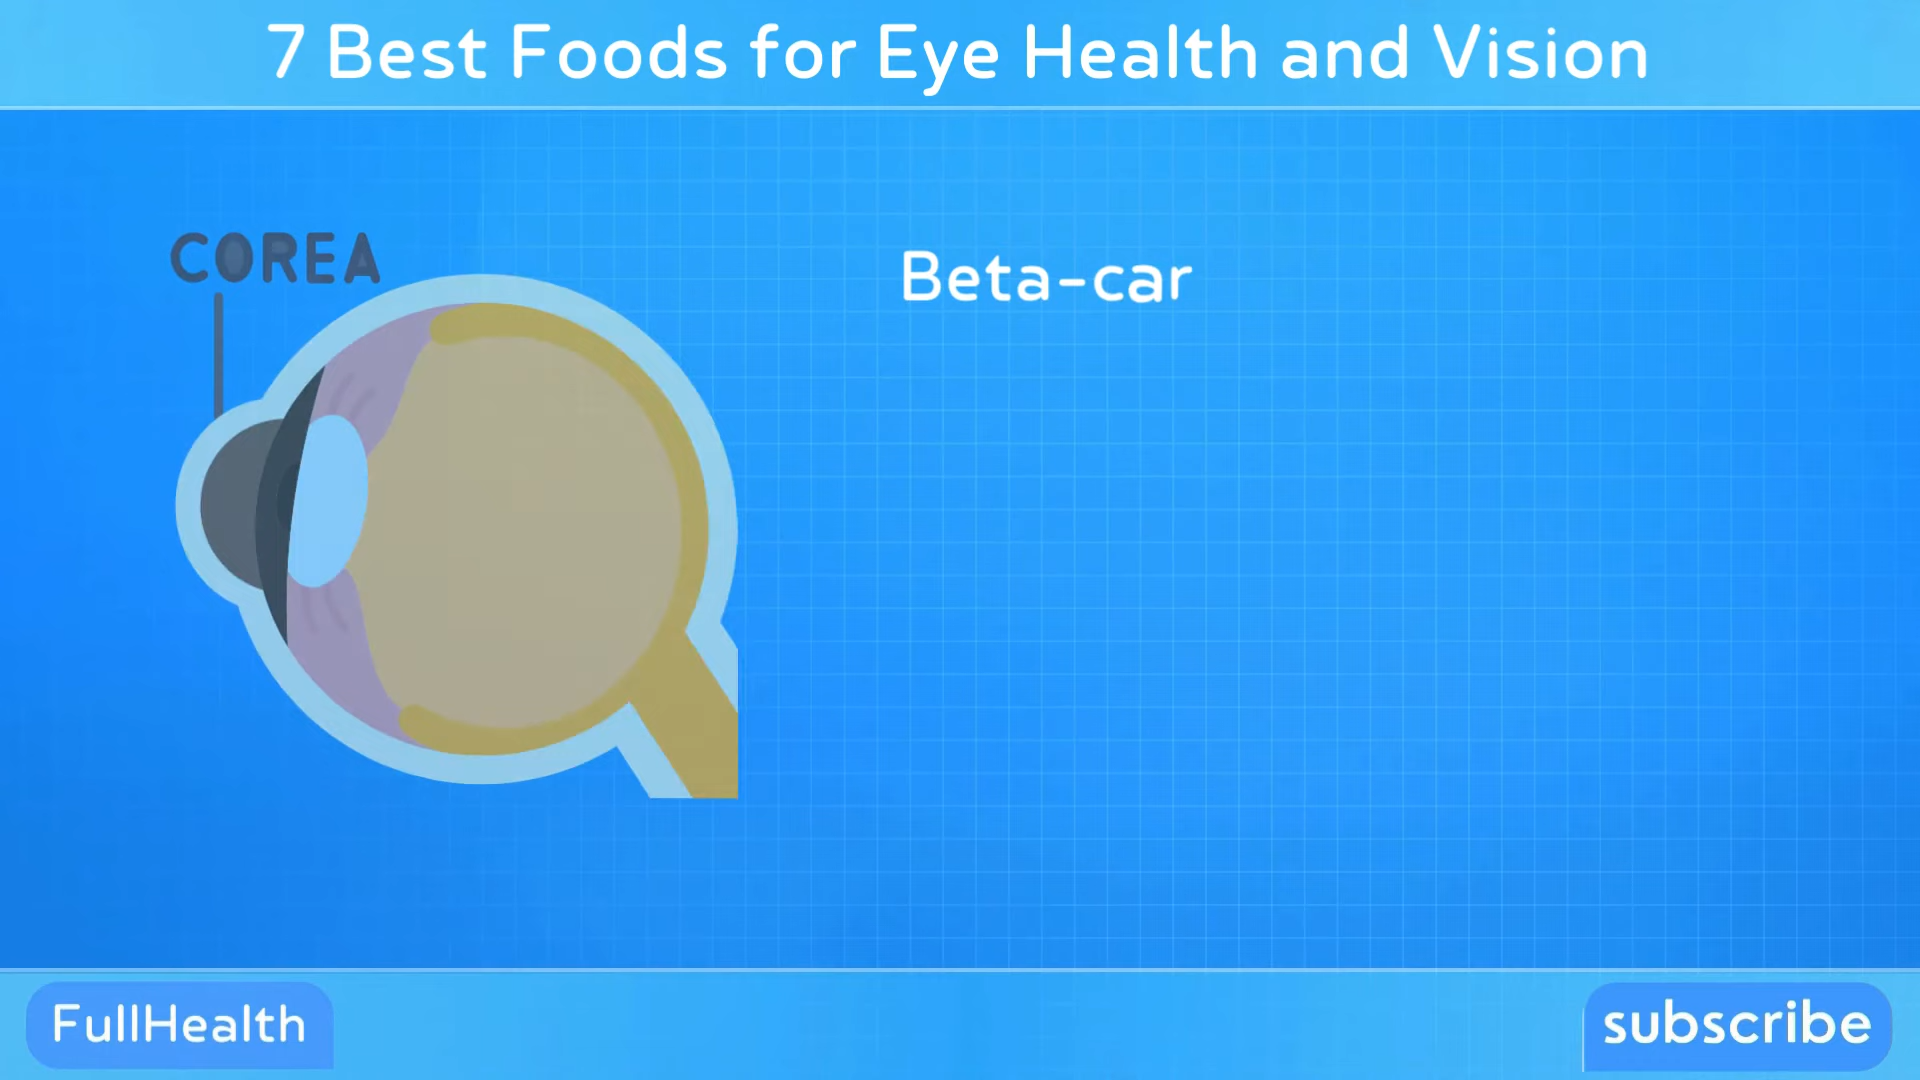 7 Best Foods for Eye Health and Vision
COREA
Beta-car
FullHealth
subscribe